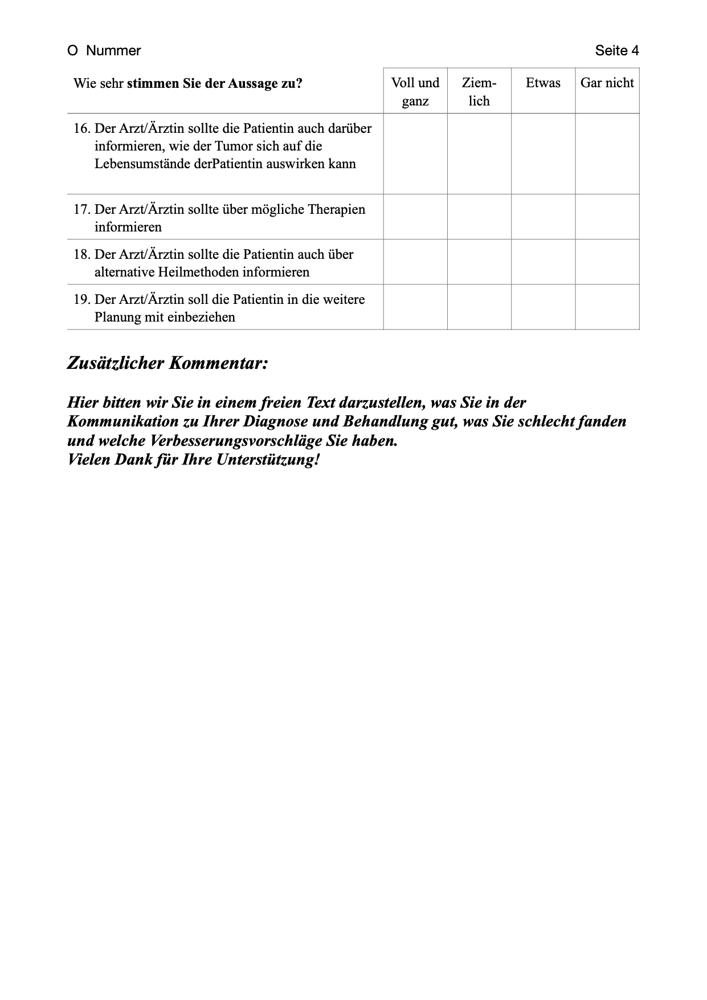 O Nummer Seite 4
Wie sehr stimmen Sie der Aussage zu? Voll und ganz Ziem-lich Etwas Gar nicht
16. Der Arzt/Ärztin sollte die Patientin auch darüber
informieren, wie der Tumor sich auf die
Lebensumstände derPatientin auswirken kann
17. Der Arzt/Ärztin sollte über mögliche Therapien
informieren
18. Der Arzt/Ärztin sollte die Patientin auch über
alternative Heilmethoden informieren
19. Der Arzt/Ärztin soll die Patientin in die weitere
Planung mit einbeziehen
Zusätzlicher Kommentar:
Hier bitten wir Sie in einem freien Text darzustellen, was Sie in der
Kommunikation zu Ihrer Diagnose und Behandlung gut, was Sie schlecht fanden
und welche Verbesserungsvorschläge Sie haben.
Vielen Dank für Ihre Unterstützung!